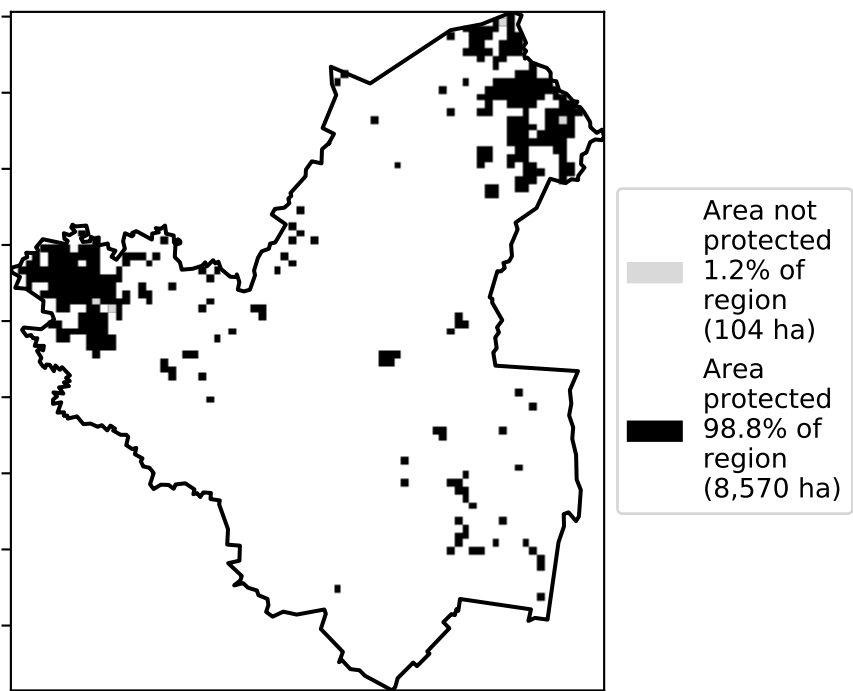 Area not
protected
1.2% of
region
(104 ha)
Area
protected
98.8% of
region
(8,570 ha)